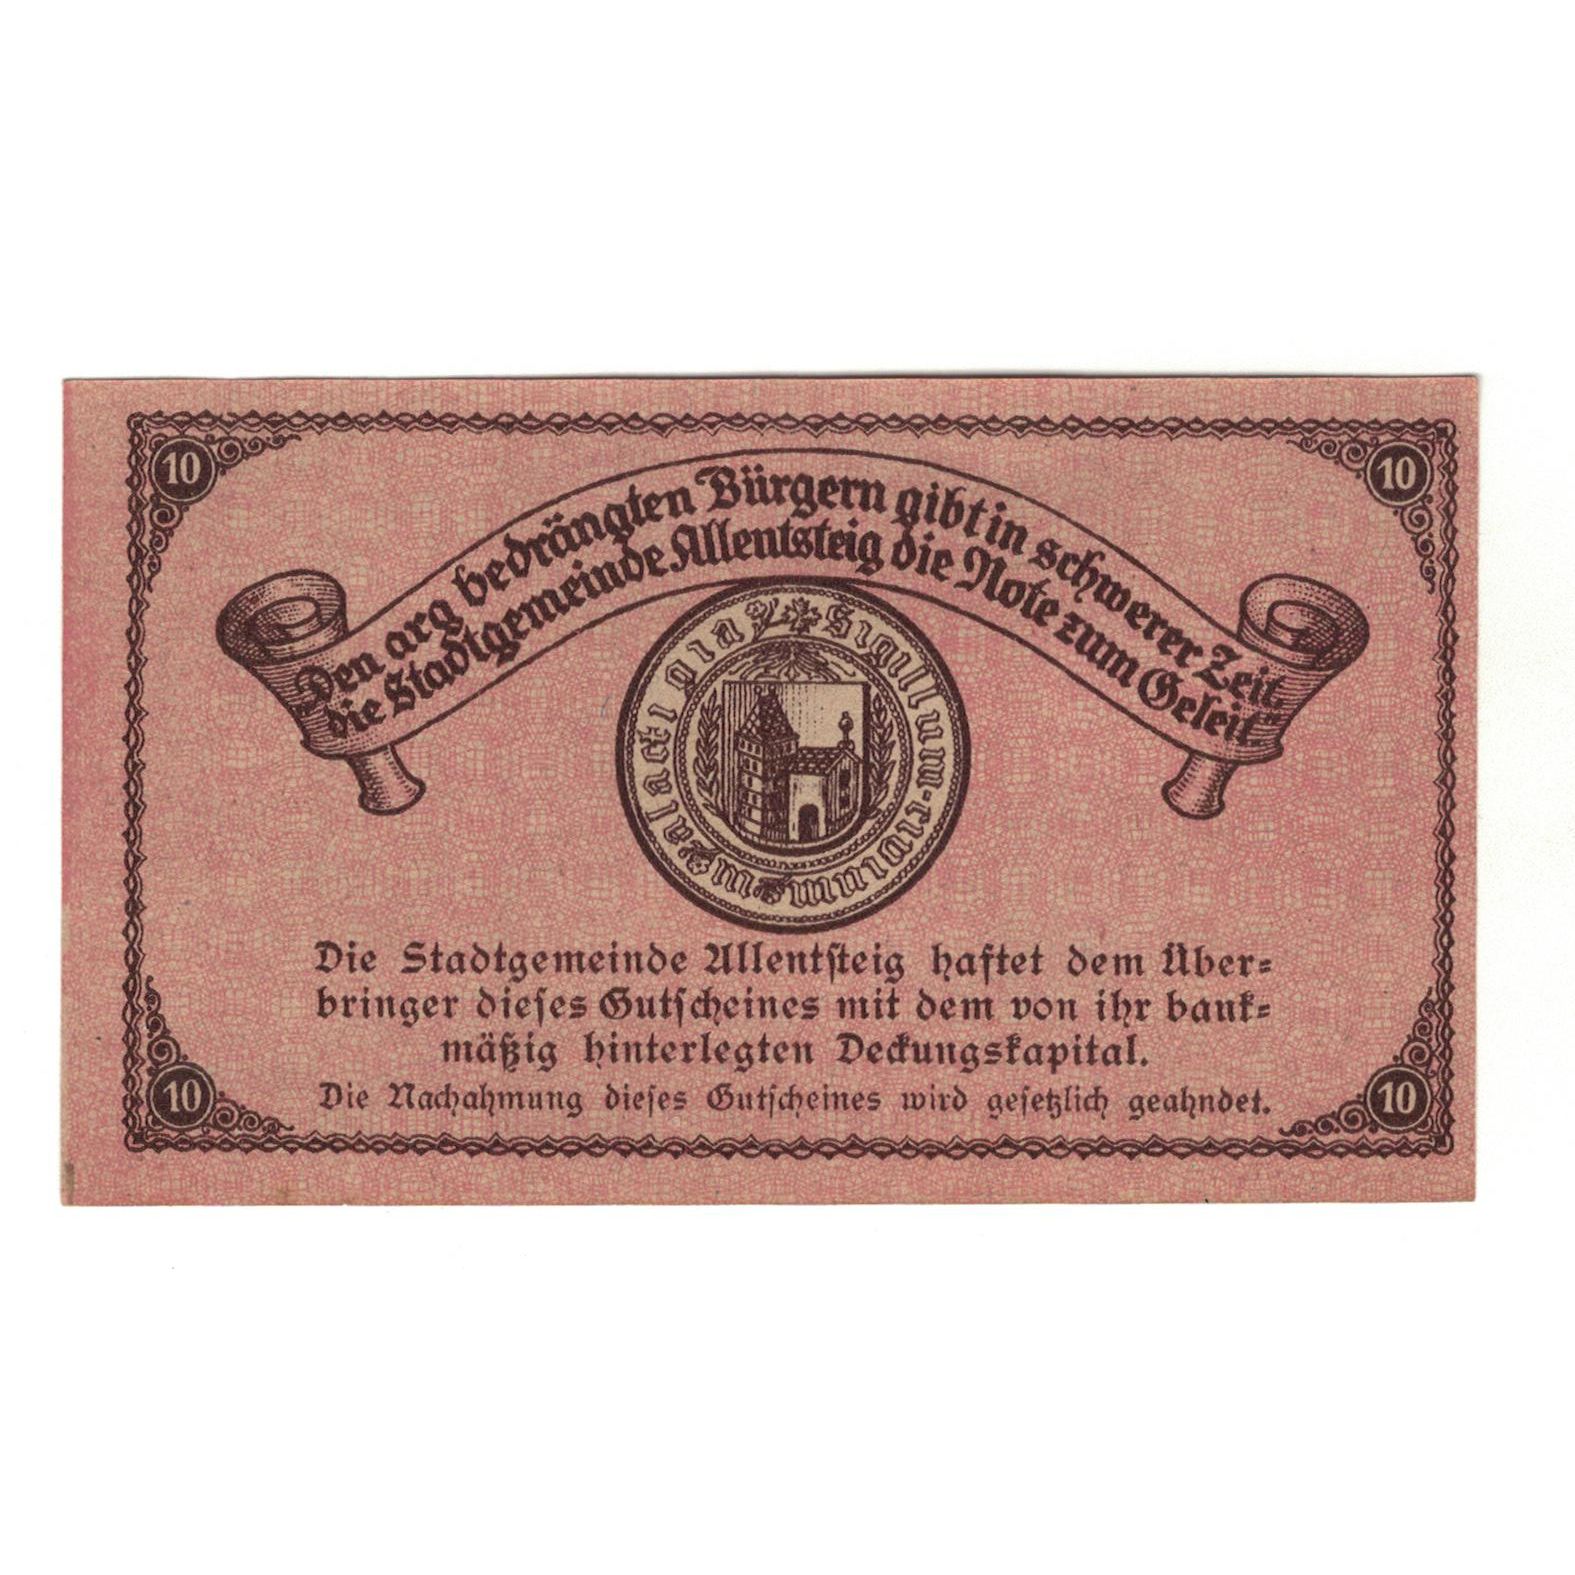 10
10
Den arg bedrängten Bürgern gibt in schwerer Zeit
die Stadtgemeinde Allentsteig die Note zum Geleit.
Sigillum
Die Stadtgemeinde Allentsteig haftet dem Über=
bringer dieses Gutscheines mit dem von ihr bank=
mäßig hinterlegten Deckungskapital.
Die Nachahmung dieses Gutscheines wird gesetzlich geahndet.
10
10